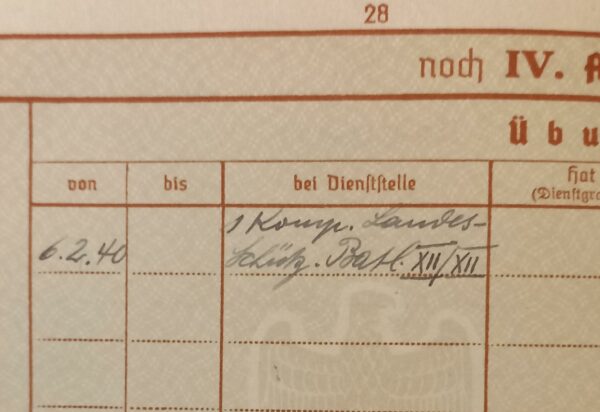 28
noch IV. A
Übu
von bis bei Dienststelle Hat
(Dienstgra
1 Komp. Landes-
6.2.40 Schütz. Batl. XII/XII